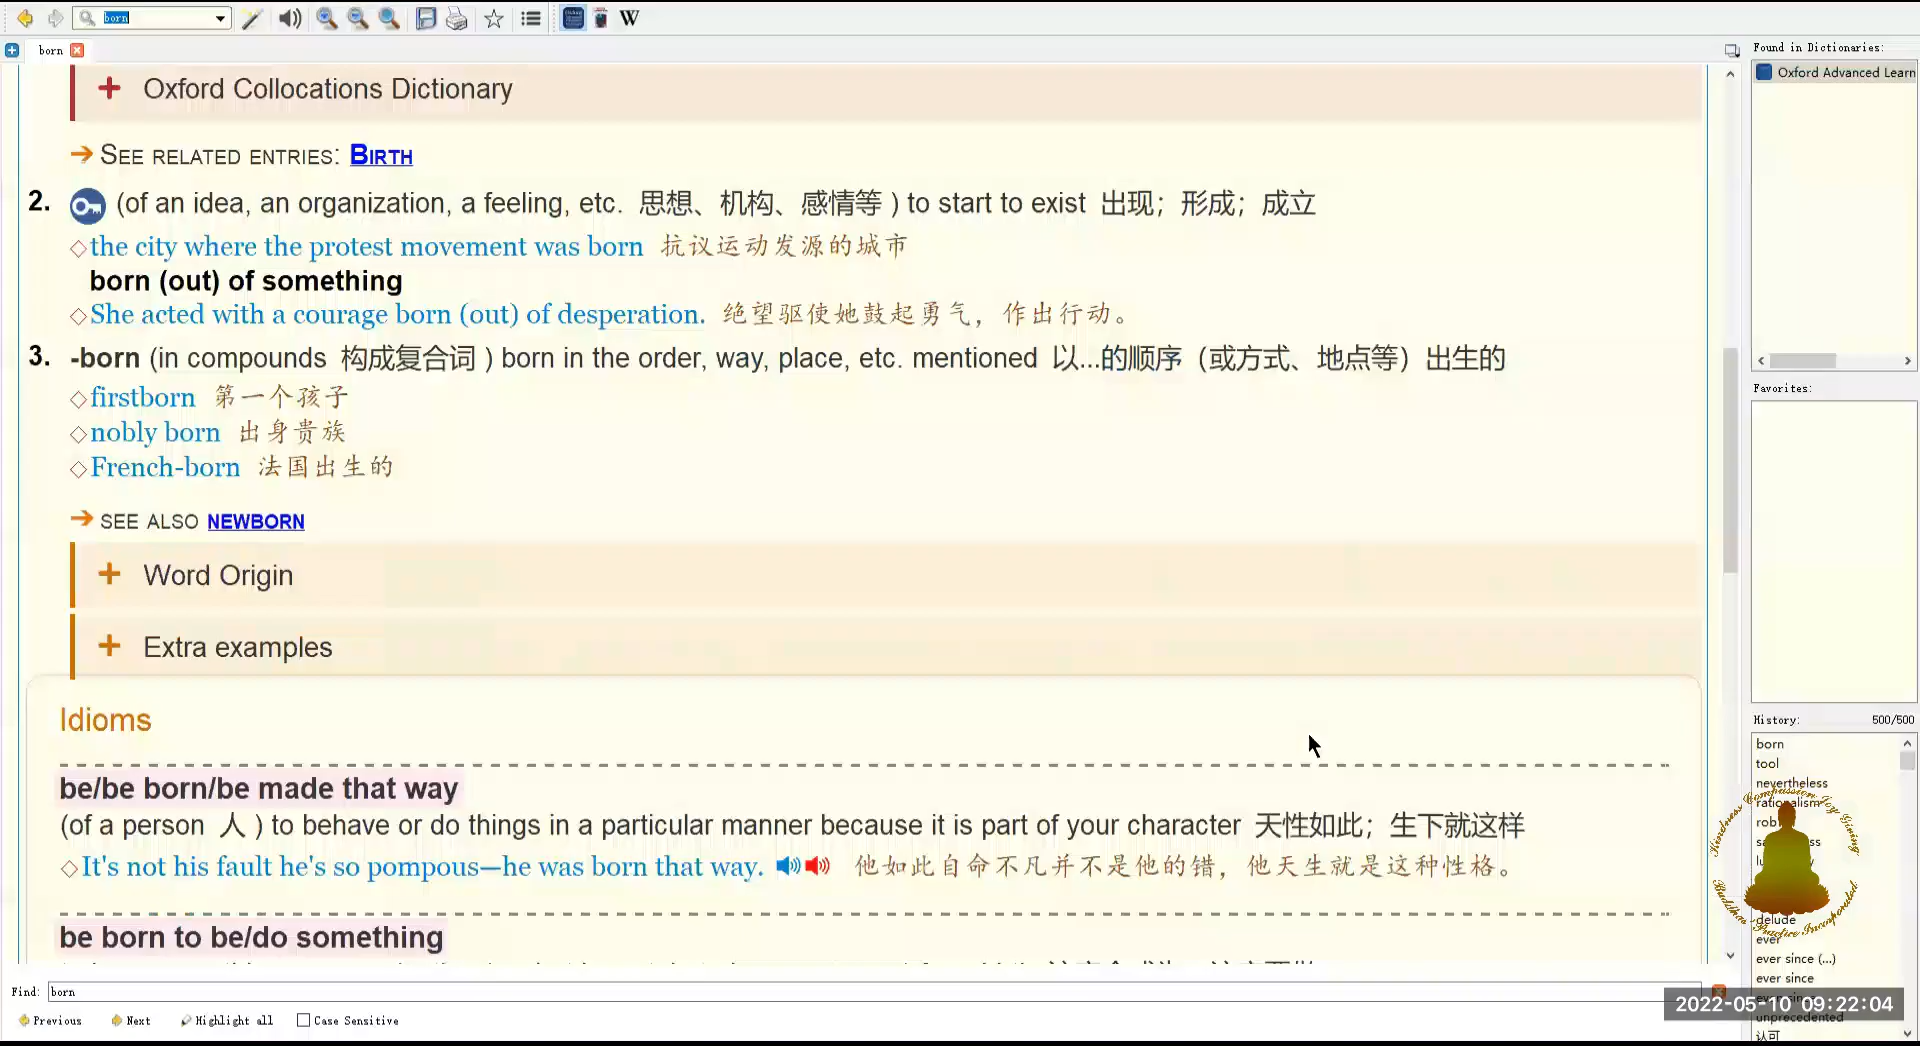 born
W
born
Found in Dictionaries:
Oxford Advanced Learn
Oxford Collocations Dictionary
SEE RELATED ENTRIES: BIRTH
2. (of an idea, an organization, a feeling, etc. 思想、机构、感情等 ) to start to exist 出现；形成；成立
the city where the protest movement was born 抗议运动发源的城市
born (out) of something
She acted with a courage born (out) of desperation. 绝望驱使她鼓起勇气，作出行动。
3. -born (in compounds 构成复合词 ) born in the order, way, place, etc. mentioned 以...的顺序（或方式、地点等）出生的
firstborn 第一个孩子
nobly born 出身贵族
French-born 法国出生的
SEE ALSO NEWBORN
Word Origin
Extra examples
Idioms
be/be born/be made that way
(of a person 人 ) to behave or do things in a particular manner because it is part of your character 天性如此；生下就这样
It's not his fault he's so pompous—he was born that way. 他如此自命不凡并不是他的错，他天生就是这种性格。
be born to be/do something
Favorites:
History: 500/500
born
tool
nevertheless
rationalism
rob
delude
ever
ever since (...)
ever since
unprecedented
认可
Kindness Compassion Joy Giving
Buddhas Practice Incorporated
Find: born
Previous Next Highlight all Case Sensitive
2022-05-10 09:22:04